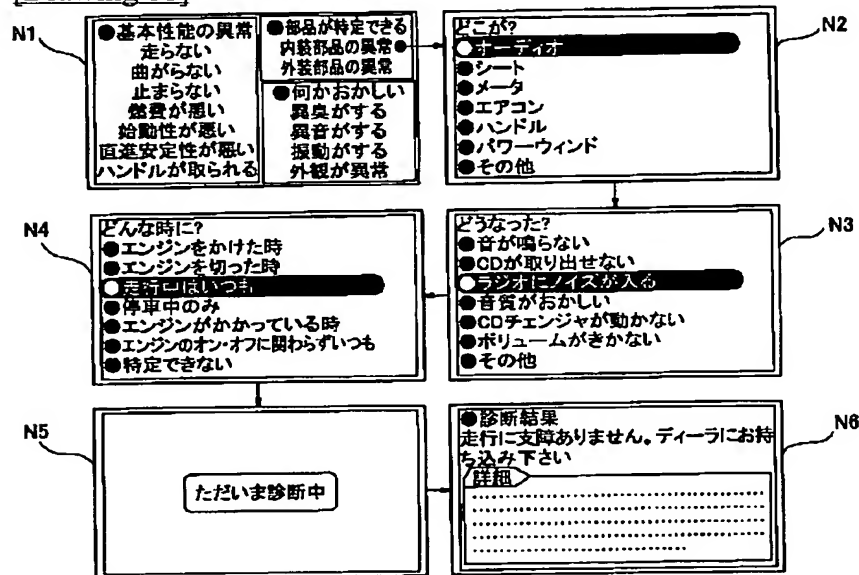 N1
●基本性能の異常
走らない
曲がらない
止まらない
燃費が悪い
始動性が悪い
直進安定性が悪い
ハンドルが取られる
●部品が特定できる
内装部品の異常●
外装部品の異常
●何かおかしい
異臭がする
異音がする
振動がする
外観が異常
N2
どこが?
オーディオ
●シート
●メータ
●エアコン
●ハンドル
●パワーウィンド
●その他
N4
どんな時に?
●エンジンをかけた時
●エンジンを切った時
走行中はいつも
●停車中のみ
●エンジンがかかっている時
●エンジンのオン・オフに関わらずいつも
●特定できない
N3
どうなった?
●音が鳴らない
●CDが取り出せない
ラジオにノイズが入る
●音質がおかしい
●CDチェンジャが動かない
●ボリュームがきかない
●その他
N5
ただいま診断中
N6
●診断結果
走行に支障ありません。ディーラにお持
ち込み下さい
詳細